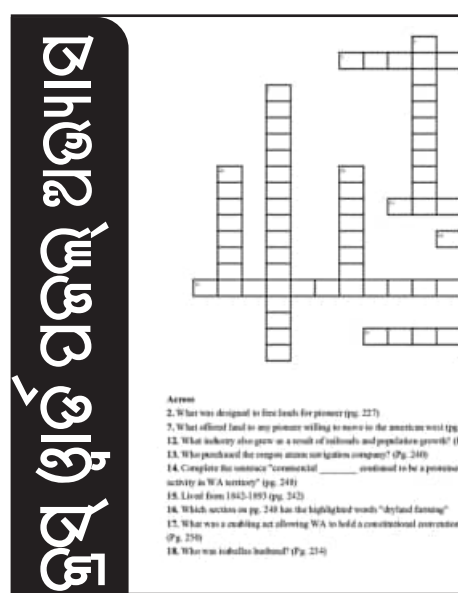 କ୍ରସ୍ ୱାର୍ଡ ପଜଲ୍ ଅଭ୍ୟାସ
Across
2. What was designed to free lands for pioneer (pg. 227)
7. What offered land to any pioneer willing to move to the american west (pg
12. What industry also grew as a result of railroads and population growth? (
13. Who purchased the oregon steam navigation company? (Pg. 240)
14. Complete the sentence "commercial ________ continued to be a
activity in WA territory" (pg. 248)
15. Lived from 1842-1893 (pg. 242)
16. Which section on pg. 248 has the highlighted words "dryland farming"
17. What was a enabling act allowing WA to hold a constitutional convention
(Pg. 250)
18. Who was isabellas husband? (Pg. 234)